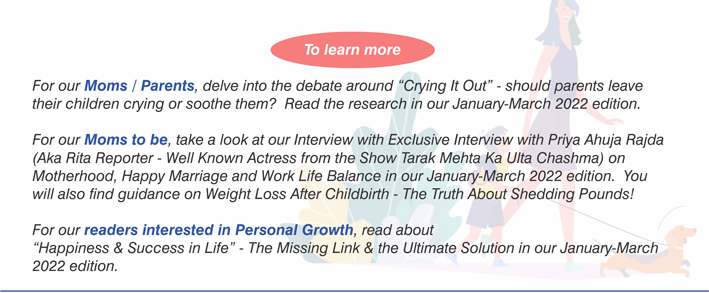 To learn more
For our Moms / Parents, delve into the debate around “Crying It Out” - should parents leave
their children crying or soothe them?  Read the research in our January-March 2022 edition.
For our Moms to be, take a look at our Interview with Exclusive Interview with Priya Ahuja Rajda
(Aka Rita Reporter - Well Known Actress from the Show Tarak Mehta Ka Ulta Chashma) on
Motherhood, Happy Marriage and Work Life Balance in our January-March 2022 edition.  You
will also find guidance on Weight Loss After Childbirth - The Truth About Shedding Pounds!
For our readers interested in Personal Growth, read about
“Happiness & Success in Life” - The Missing Link & the Ultimate Solution in our January-March
2022 edition.